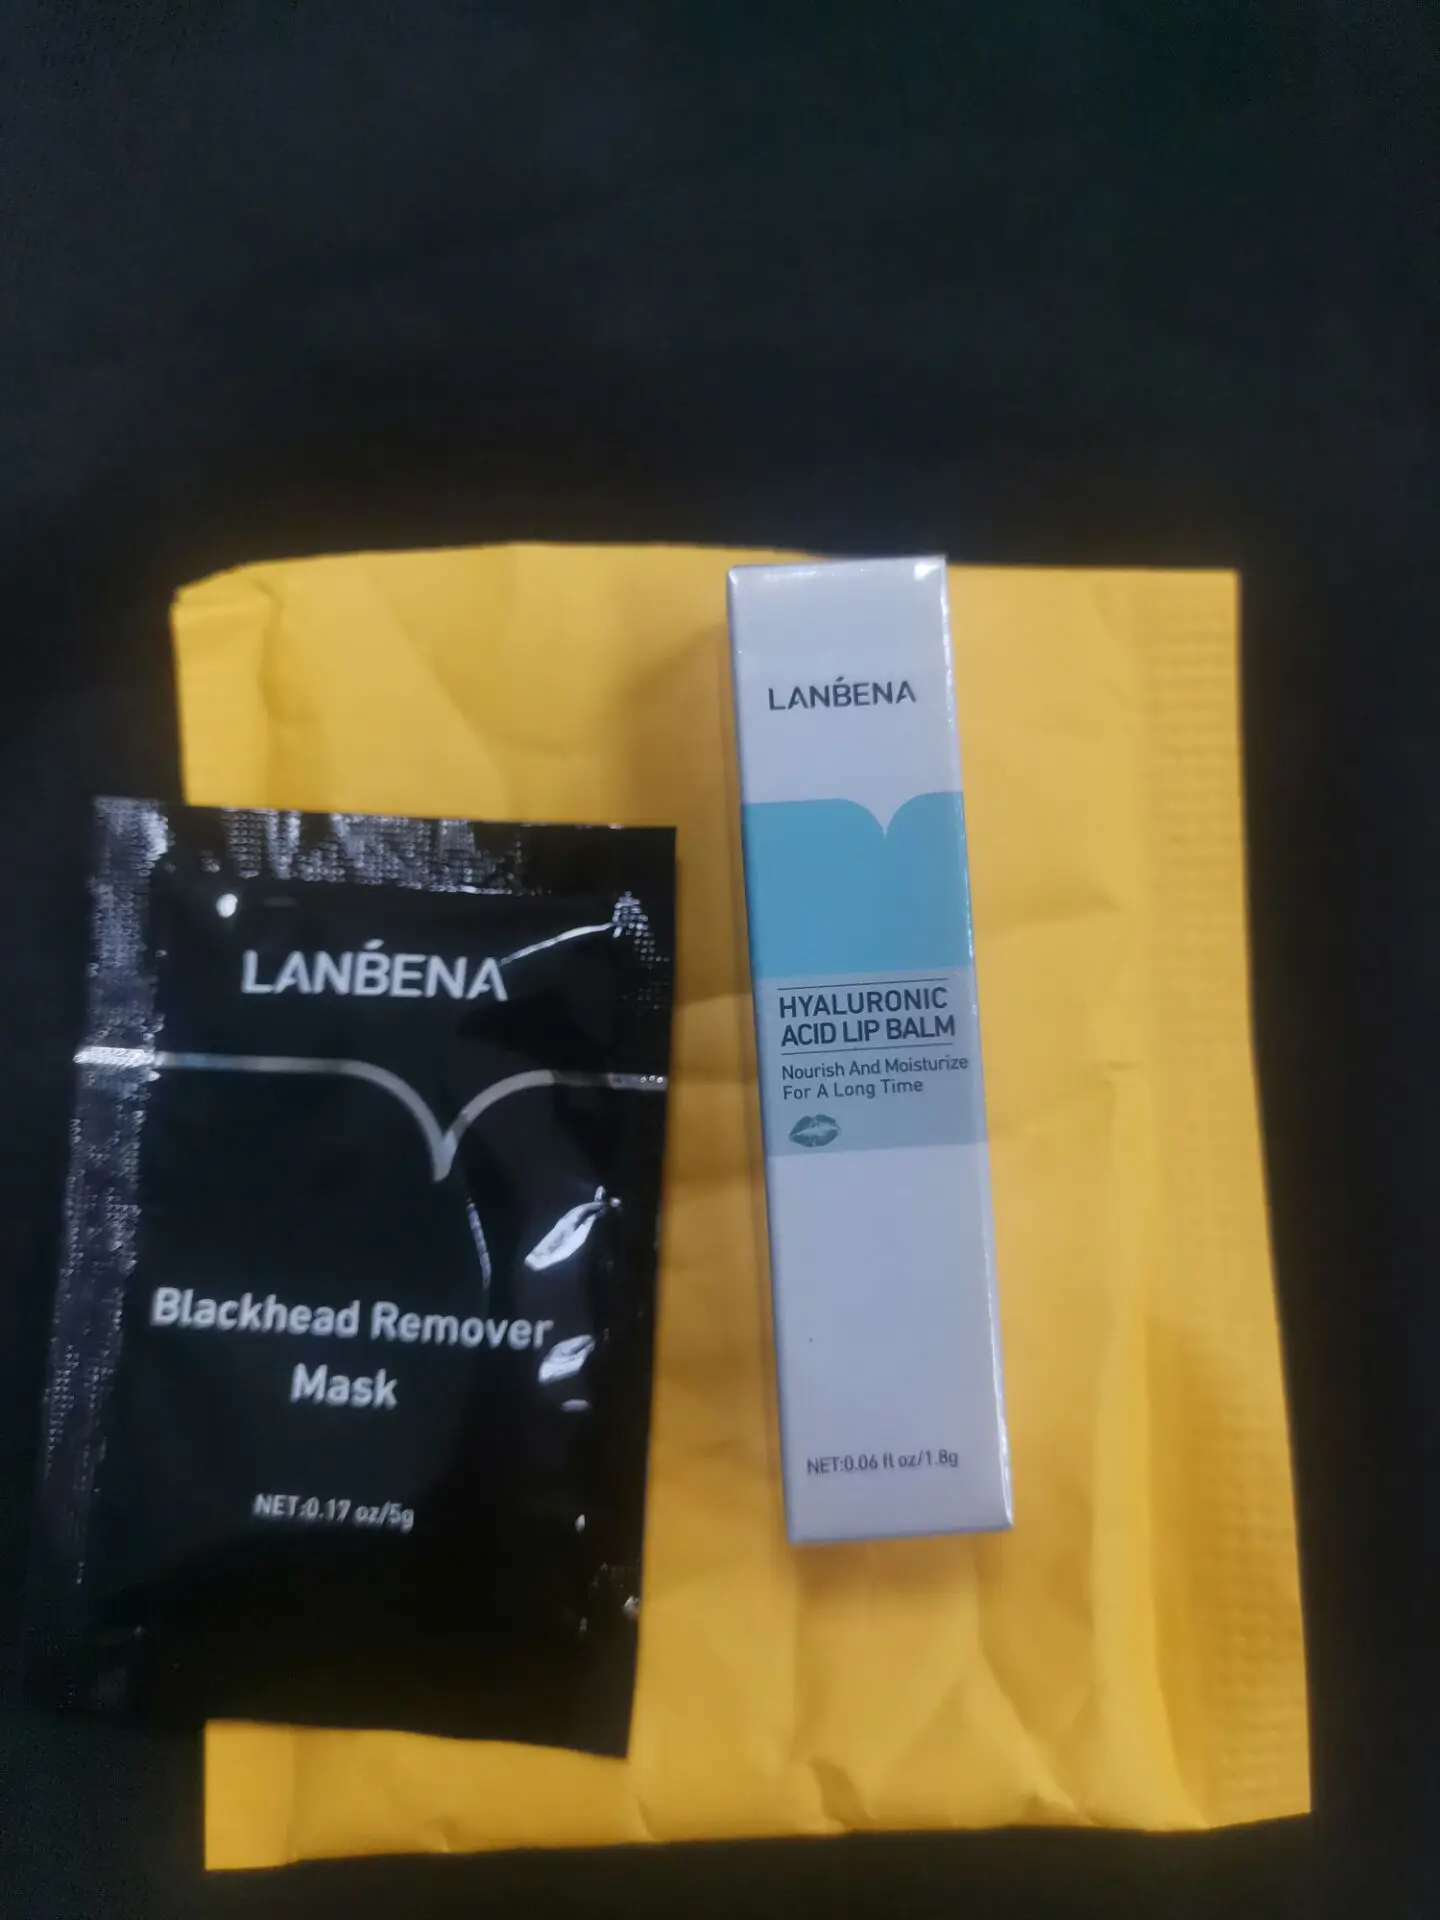 LANBENA
Blackhead Remover
Mask
NET:0.17 oz/5g
LANBENA
HYALURONIC
ACID LIP BALM
Nourish And Moisturize
For A Long Time
NET:0.06 fl oz/1.8g